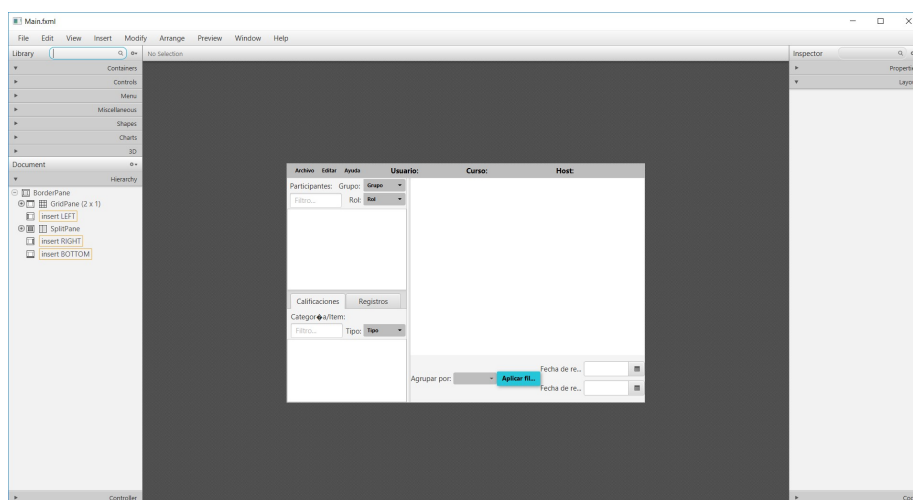 Main.fxml
File Edit View Insert Modify Arrange Preview Window Help
Library
No Selection
Inspector
Containers
Controls
Menu
Miscellaneous
Shapes
Charts
3D
Document
Hierarchy
BorderPane
GridPane (2 x 1)
insert LEFT
SplitPane
insert RIGHT
insert BOTTOM
Controller
Archivo Editar Ayuda Usuario: Curso: Host:
Participantes: Grupo: Grupo
Filtro... Rol: Rol
Calificaciones Registros
Categor�a/Item:
Filtro... Tipo: Tipo
Agrupar por: Aplicar fil...
Fecha de re...
Fecha de re...
Properti
Layou